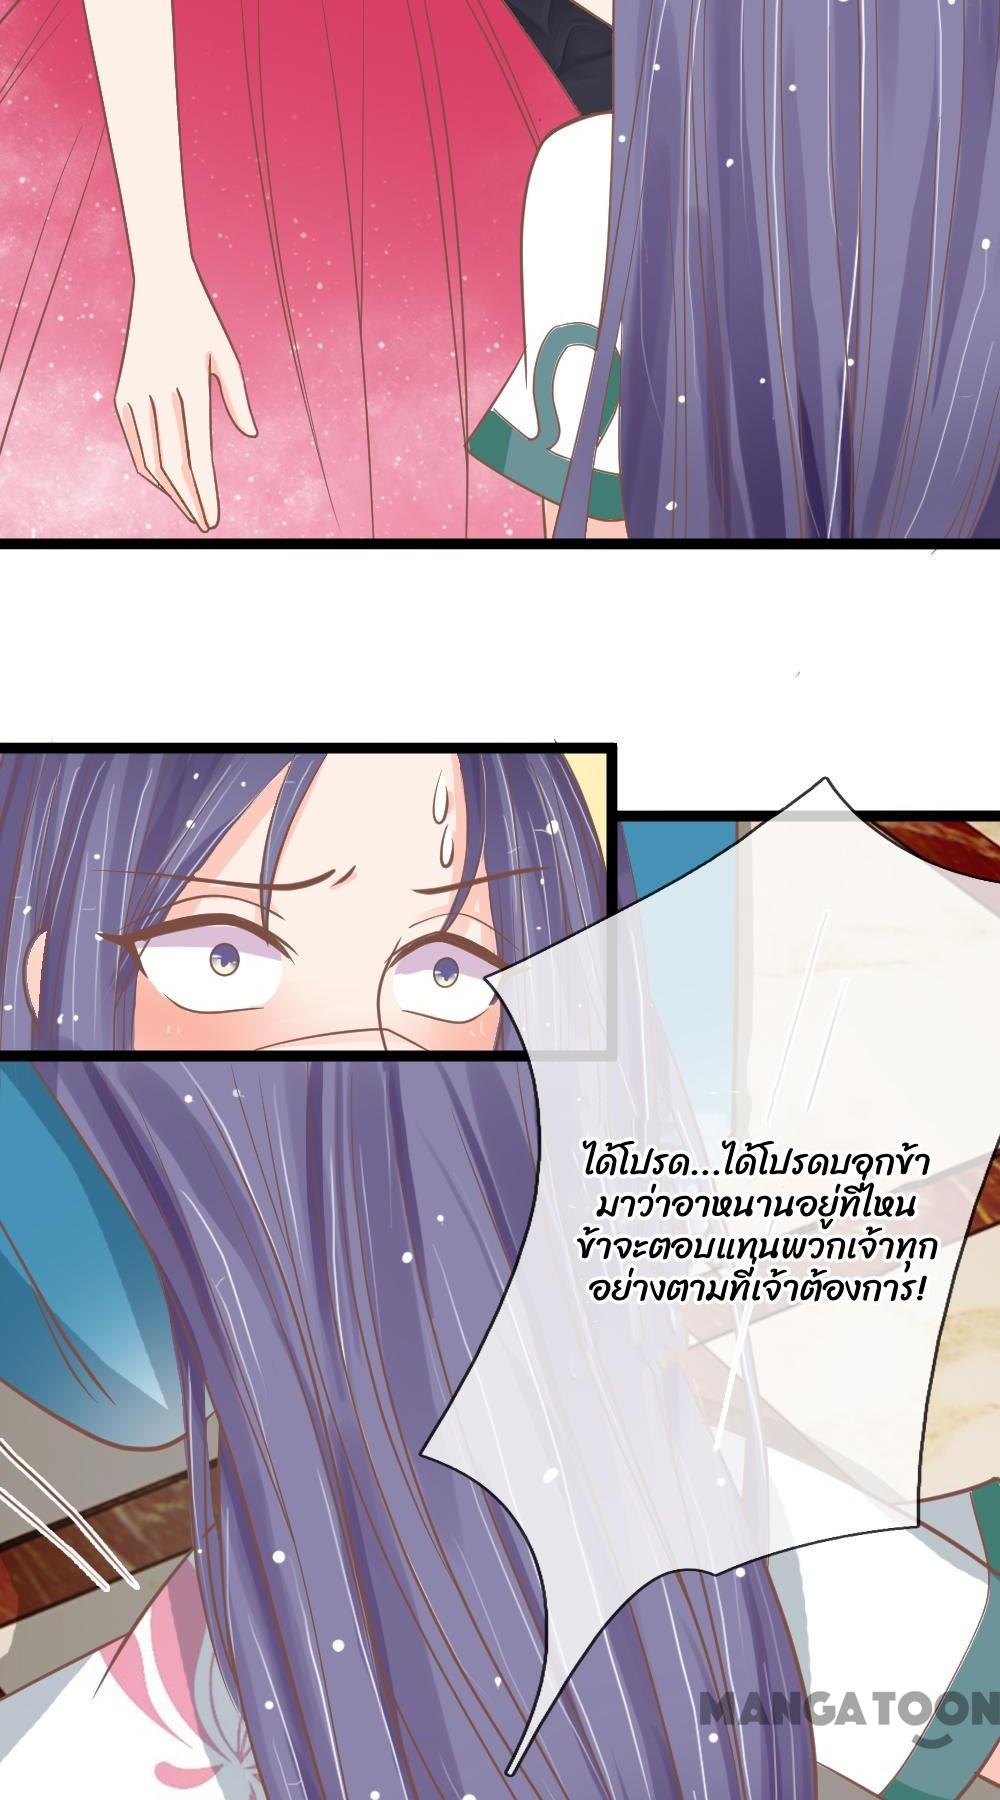 ได้โปรด...ได้โปรดบอกข้า
มาว่าอาหนานอยู่ที่ไหน
ข้าจะตอบแทนพวกเจ้าทุก
อย่างตามที่เจ้าต้องการ!
MANGATOON